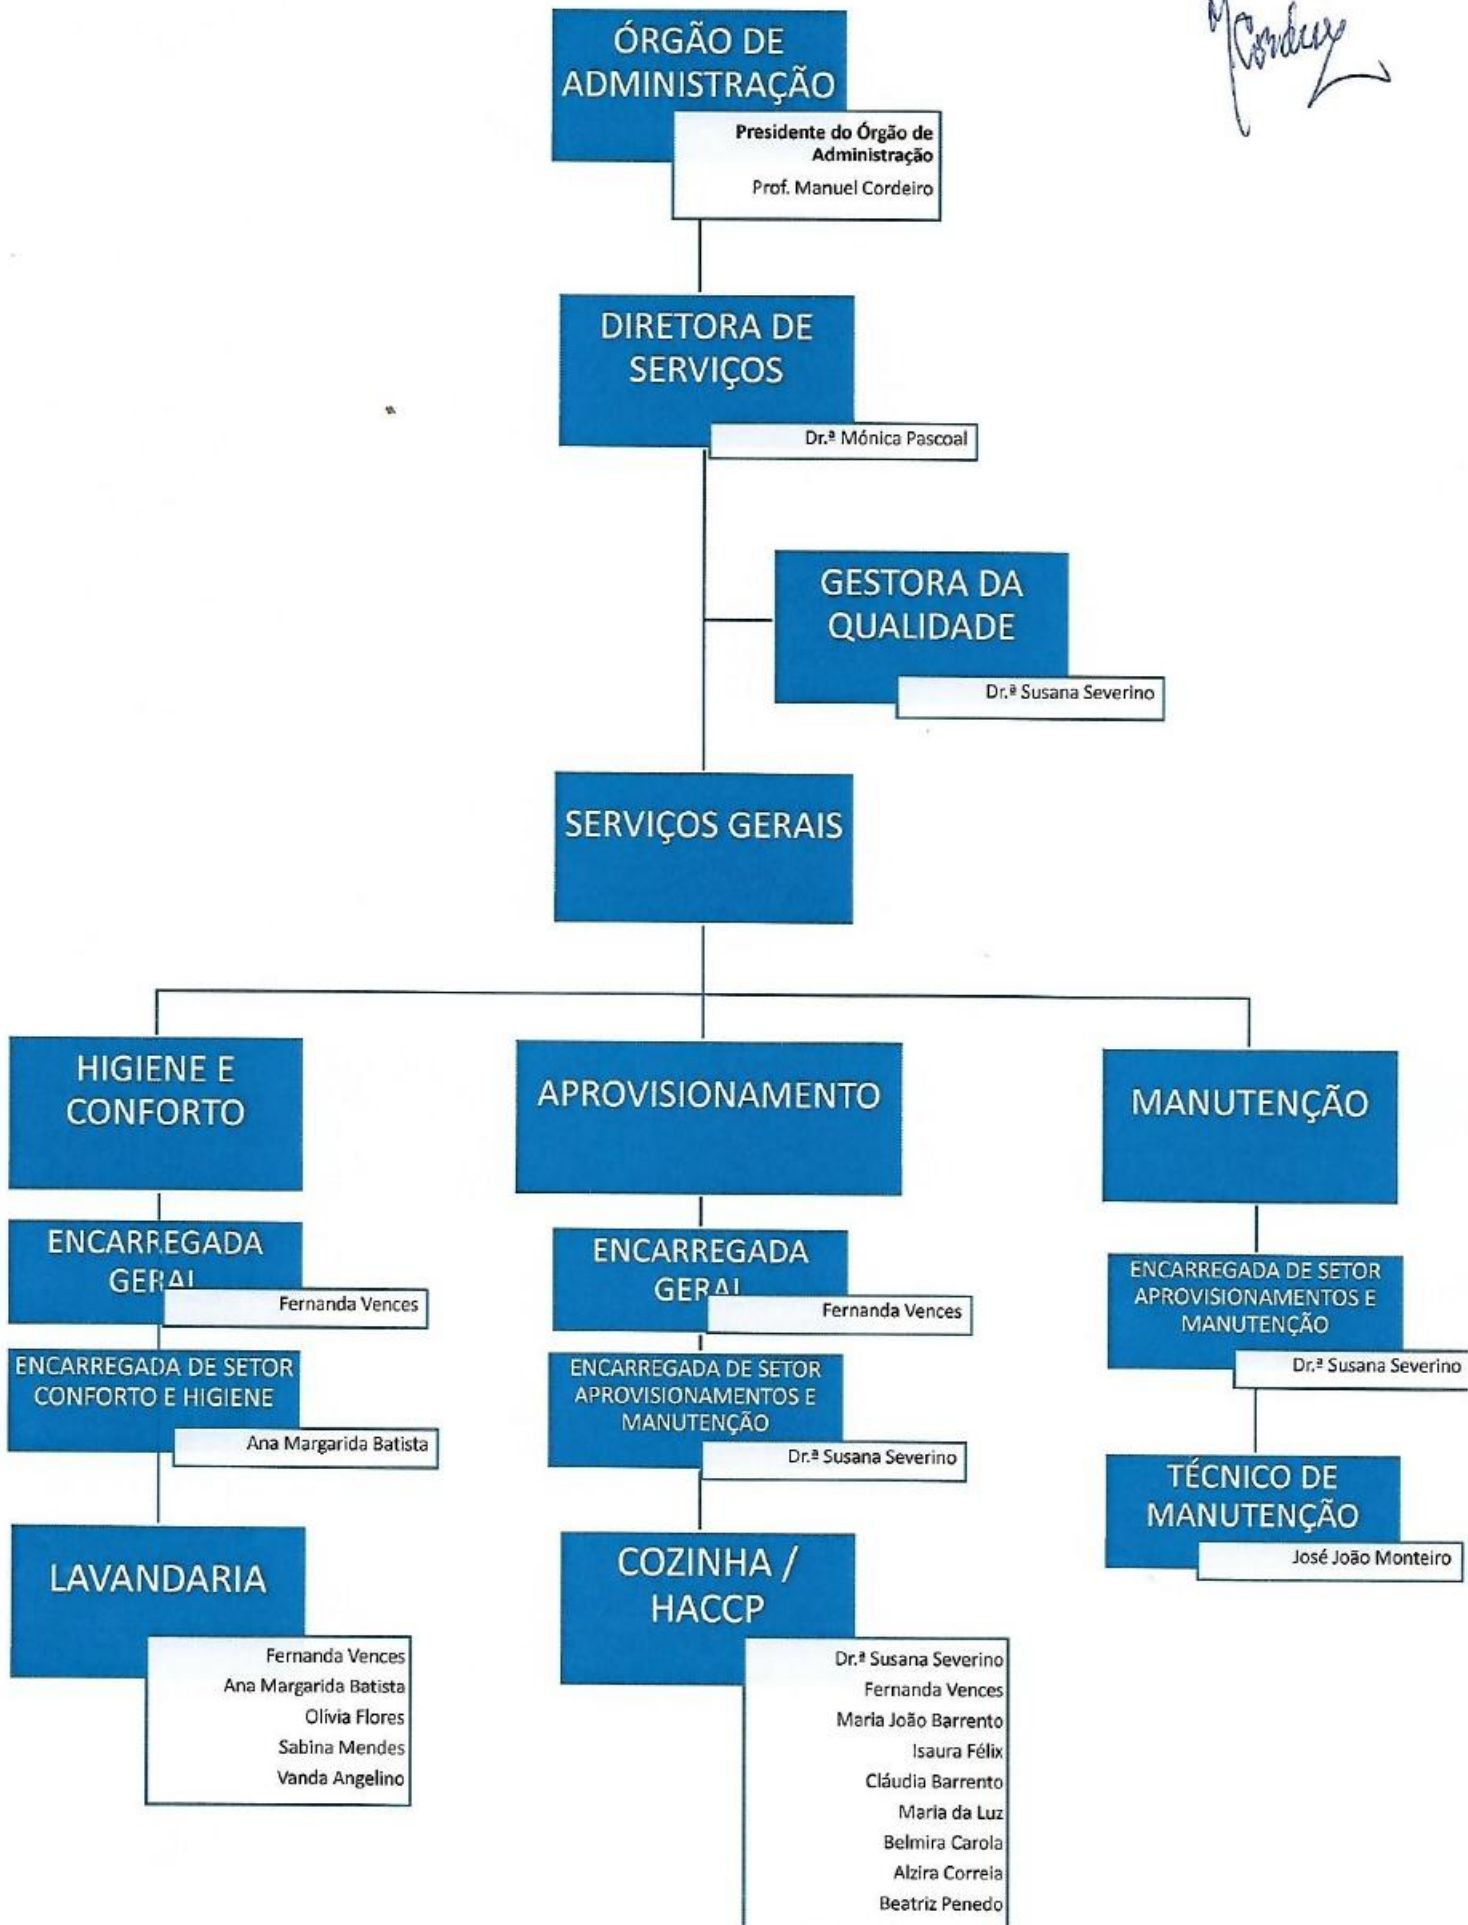 ÓRGÃO DE
ADMINISTRAÇÃO
Presidente do Órgão de
Administração
Prof. Manuel Cordeiro
DIRETORA DE
SERVIÇOS
Dr.ª Mónica Pascoal
GESTORA DA
QUALIDADE
Dr.ª Susana Severino
SERVIÇOS GERAIS
HIGIENE E
CONFORTO
ENCARREGADA
GERAL
Fernanda Vences
ENCARREGADA DE SETOR
CONFORTO E HIGIENE
Ana Margarida Batista
LAVANDARIA
Fernanda Vences
Ana Margarida Batista
Olívia Flores
Sabina Mendes
Vanda Angelino
APROVISIONAMENTO
ENCARREGADA
GERAL
Fernanda Vences
ENCARREGADA DE SETOR
APROVISIONAMENTOS E
MANUTENÇÃO
Dr.ª Susana Severino
COZINHA /
HACCP
Dr.ª Susana Severino
Fernanda Vences
Maria João Barrento
Isaura Félix
Cláudia Barrento
Maria da Luz
Belmira Carola
Alzira Correia
Beatriz Penedo
MANUTENÇÃO
ENCARREGADA DE SETOR
APROVISIONAMENTOS E
MANUTENÇÃO
Dr.ª Susana Severino
TÉCNICO DE
MANUTENÇÃO
José João Monteiro